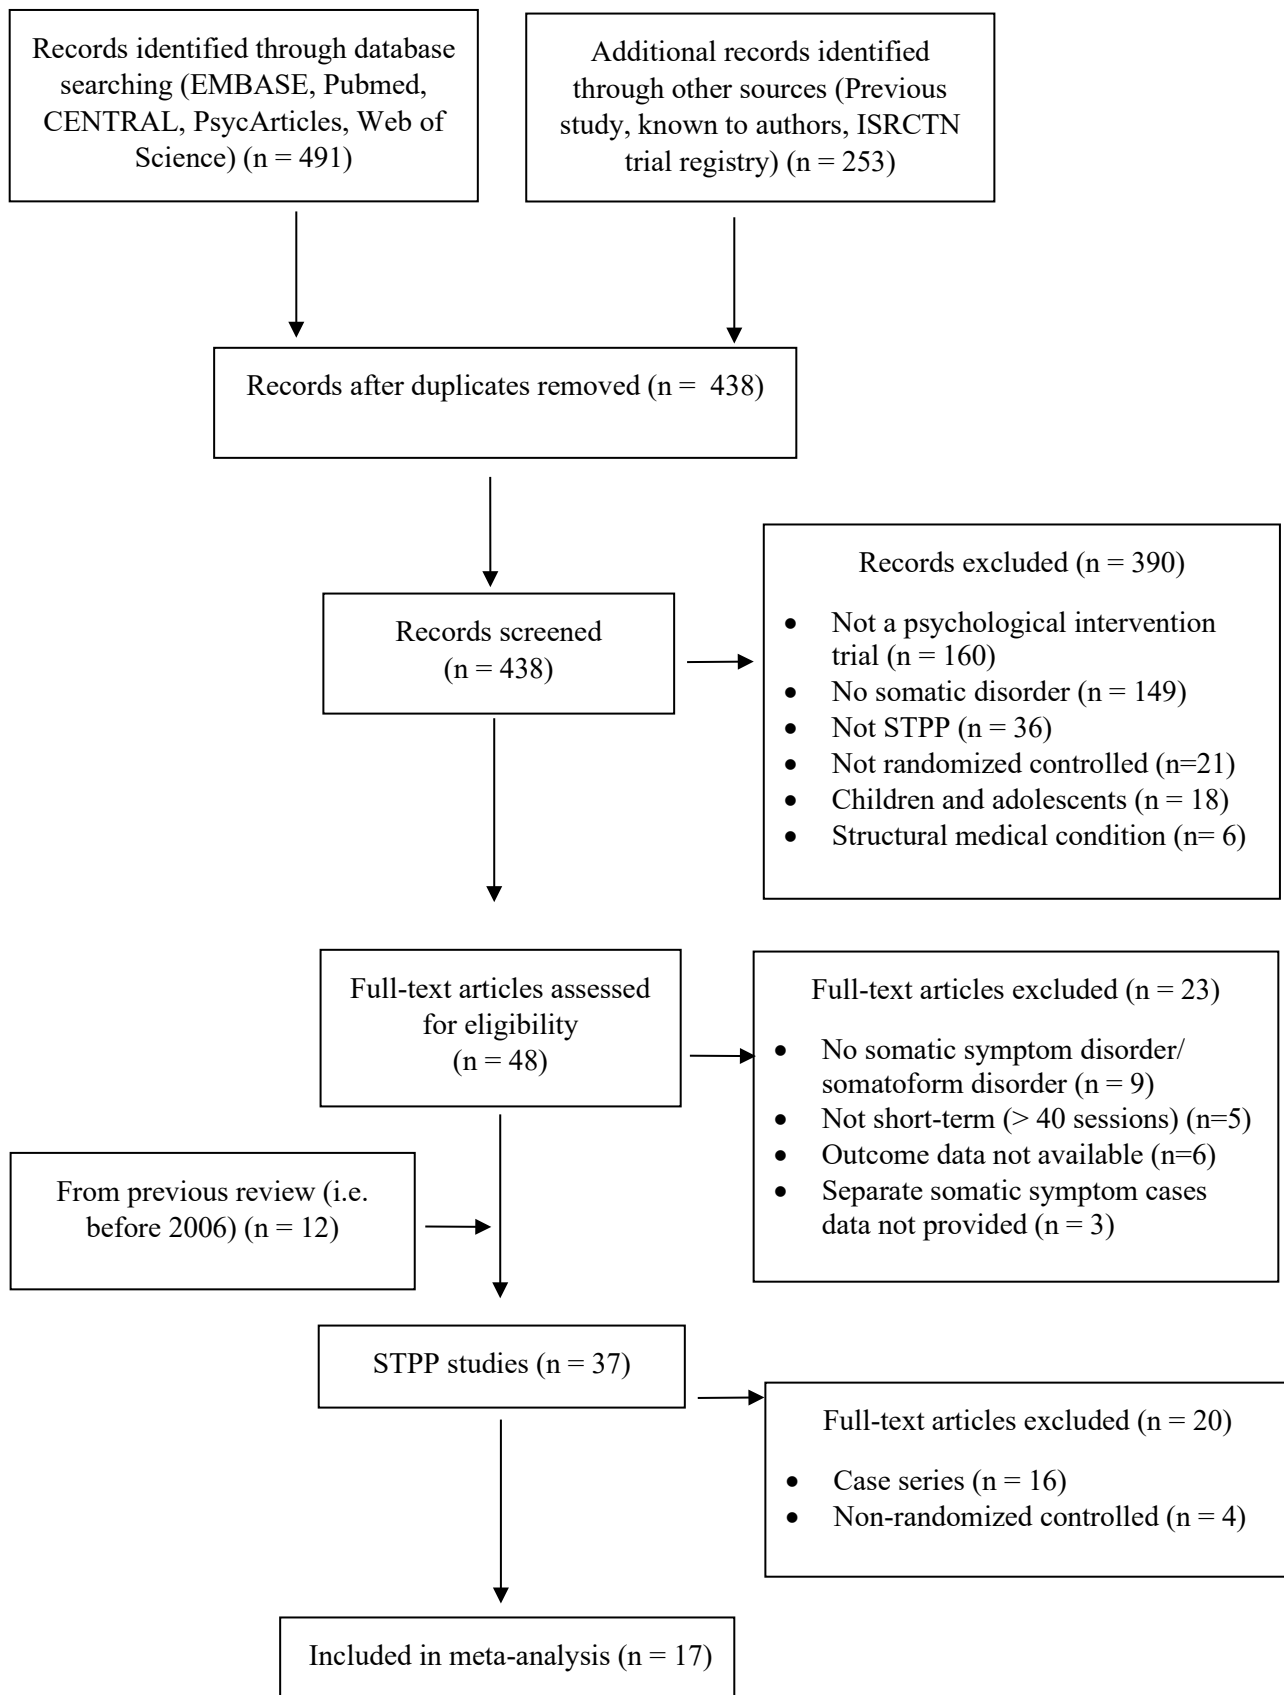 Records identified through database
searching (EMBASE, Pubmed,
CENTRAL, PsycArticles, Web of
Science) (n = 491)
Additional records identified
through other sources (Previous
study, known to authors, ISRCTN
trial registry) (n = 253)
Records after duplicates removed (n =  438)
Records screened
(n = 438)
Records excluded (n = 390)
• Not a psychological intervention
trial (n = 160)
• No somatic disorder (n = 149)
• Not STPP (n = 36)
• Not randomized controlled (n=21)
• Children and adolescents (n = 18)
• Structural medical condition (n= 6)
Full-text articles assessed
for eligibility
(n = 48)
Full-text articles excluded (n = 23)
• No somatic symptom disorder/
somatoform disorder (n = 9)
• Not short-term (> 40 sessions) (n=5)
• Outcome data not available (n=6)
• Separate somatic symptom cases
data not provided (n = 3)
From previous review (i.e.
before 2006) (n = 12)
STPP studies (n = 37)
Full-text articles excluded (n = 20)
• Case series (n = 16)
• Non-randomized controlled (n = 4)
Included in meta-analysis (n = 17)